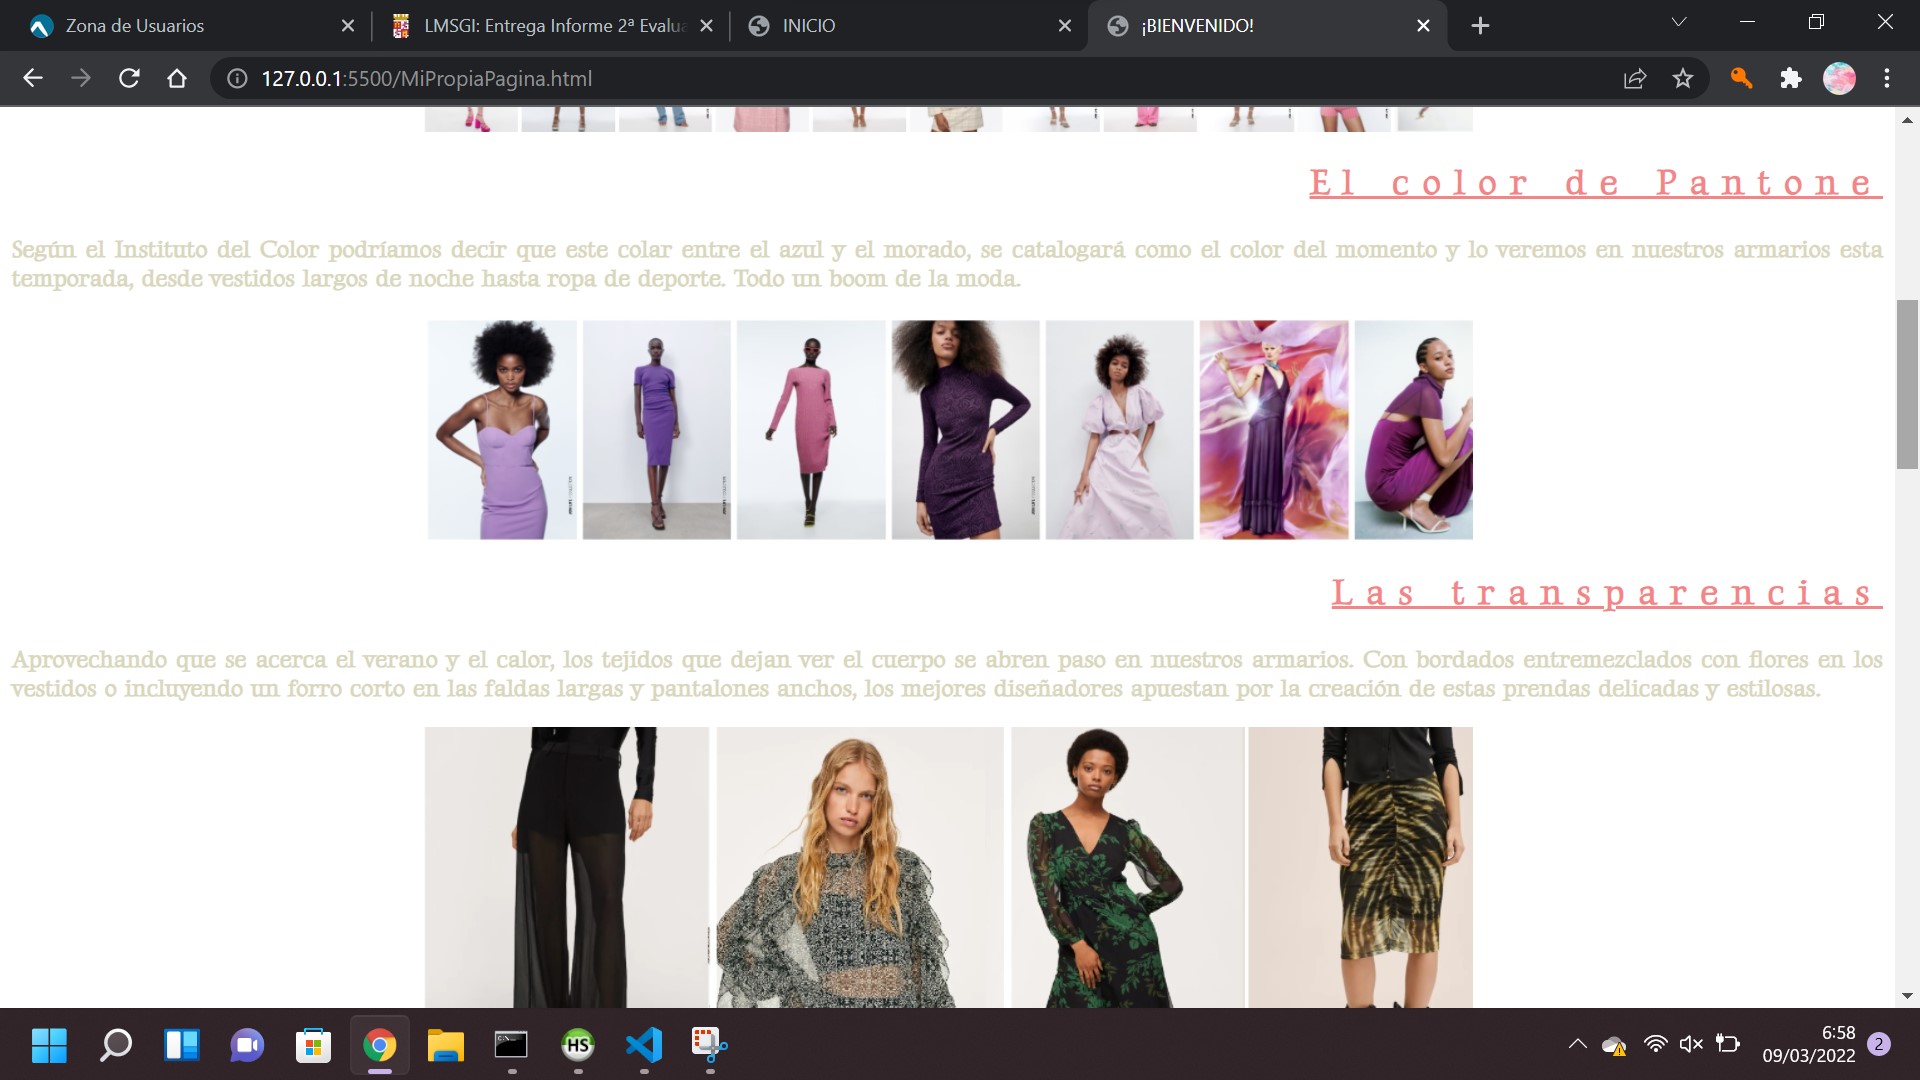 Zona de Usuarios
LMSGI: Entrega Informe 2ª Evalua
INICIO
¡BIENVENIDO!
127.0.0.1:5500/MiPropiaPagina.html
El color de Pantone
Según el Instituto del Color podríamos decir que este colar entre el azul y el morado, se catalogará como el color del momento y lo veremos en nuestros armarios esta
temporada, desde vestidos largos de noche hasta ropa de deporte. Todo un boom de la moda.
Las transparencias
Aprovechando que se acerca el verano y el calor, los tejidos que dejan ver el cuerpo se abren paso en nuestros armarios. Con bordados entremezclados con flores en los
vestidos o incluyendo un forro corto en las faldas largas y pantalones anchos, los mejores diseñadores apuestan por la creación de estas prendas delicadas y estilosas.
HS
6:58
09/03/2022
2